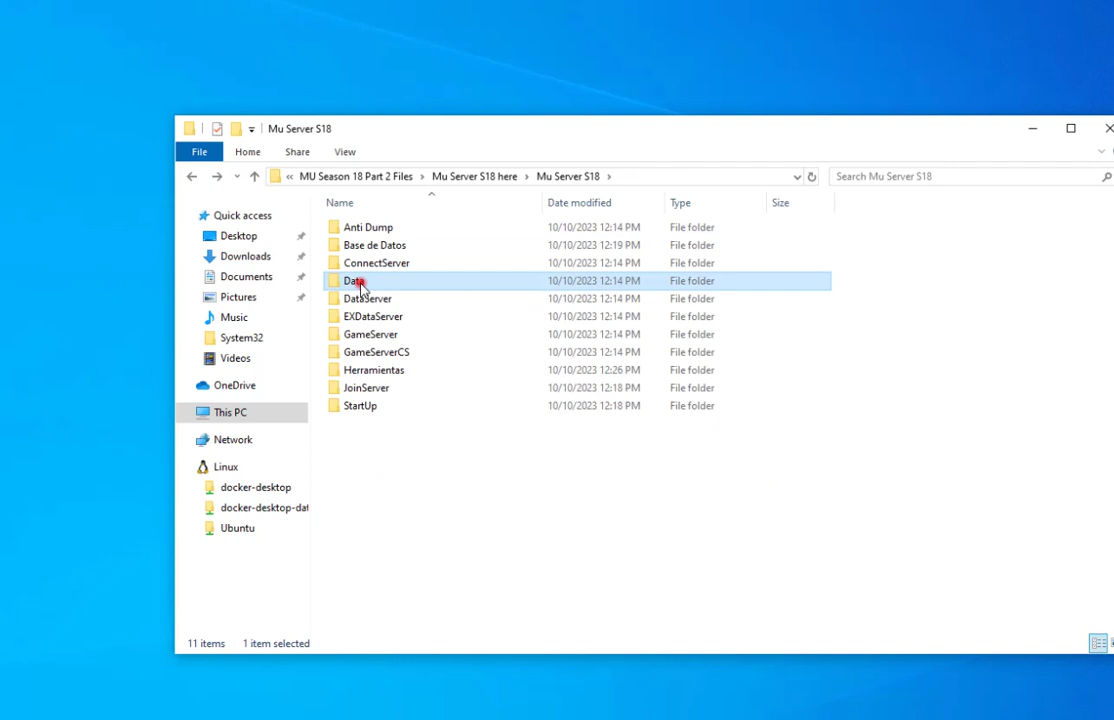 Mu Server S18
File Home Share View
« MU Season 18 Part 2 Files > Mu Server S18 here > Mu Server S18 > Search Mu Server S18
Name Date modified Type Size
Quick access
Desktop
Downloads
Documents
Pictures
Music
System32
Videos
OneDrive
This PC
Network
Linux
docker-desktop
docker-desktop-dat
Ubuntu
Anti Dump 10/10/2023 12:14 PM File folder
Base de Datos 10/10/2023 12:19 PM File folder
ConnectServer 10/10/2023 12:14 PM File folder
Data 10/10/2023 12:14 PM File folder
DataServer 10/10/2023 12:14 PM File folder
EXDataServer 10/10/2023 12:14 PM File folder
GameServer 10/10/2023 12:14 PM File folder
GameServerCS 10/10/2023 12:14 PM File folder
Herramientas 10/10/2023 12:26 PM File folder
JoinServer 10/10/2023 12:18 PM File folder
StartUp 10/10/2023 12:18 PM File folder
11 items 1 item selected